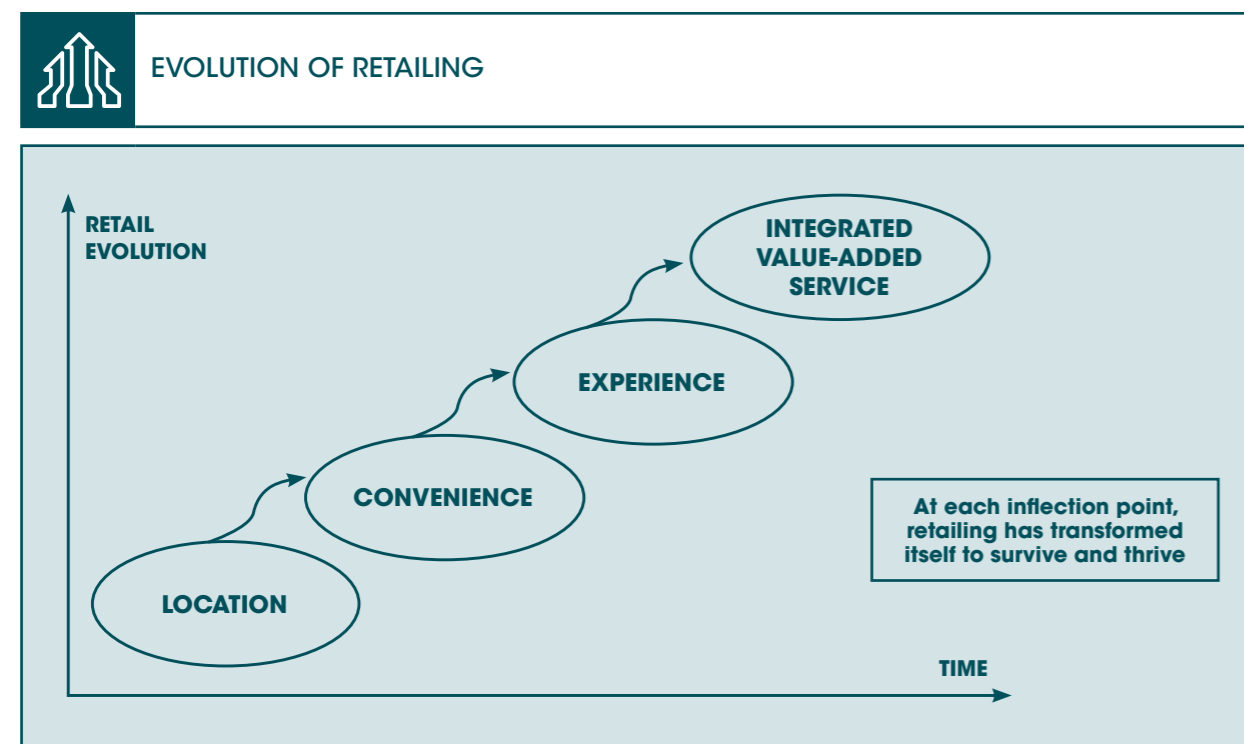 EVOLUTION OF RETAILING
RETAIL
EVOLUTION
INTEGRATED
VALUE-ADDED
SERVICE
EXPERIENCE
CONVENIENCE
LOCATION
At each inflection point,
retailing has transformed
itself to survive and thrive
TIME